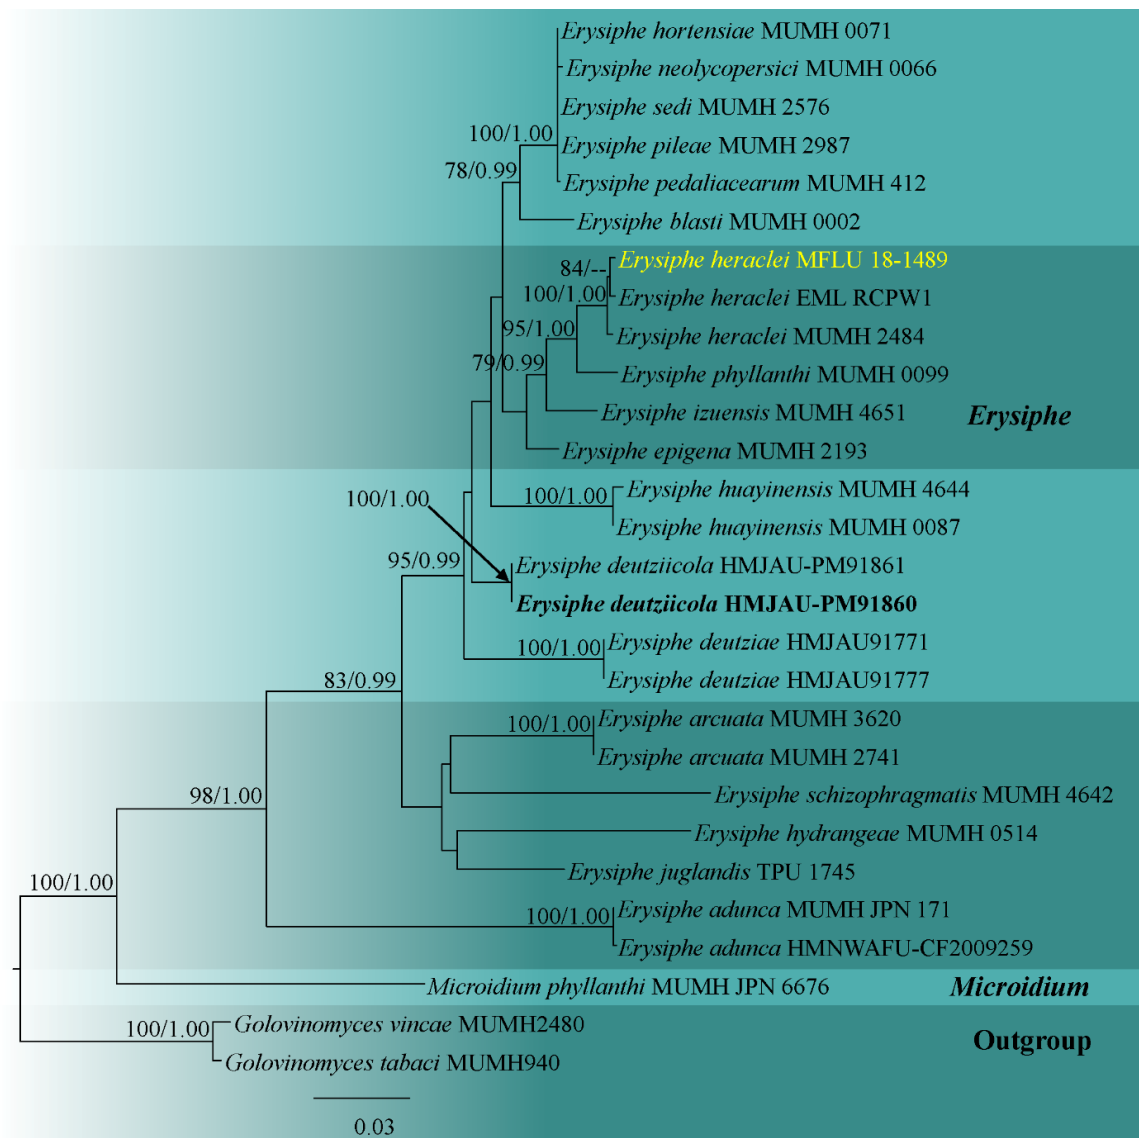 Erysiphe hortensiae MUMH 0071
Erysiphe neolycopersici MUMH 0066
Erysiphe sedi MUMH 2576
100/1.00
Erysiphe pileae MUMH 2987
78/0.99
Erysiphe pedaliacearum MUMH 412
Erysiphe blasti MUMH 0002
Erysiphe heraclei MFLU 18-1489
84/--
100/1.00
Erysiphe heraclei EML RCPW1
95/1.00
Erysiphe heraclei MUMH 2484
79/0.99
Erysiphe phyllanthi MUMH 0099
Erysiphe izuensis MUMH 4651
Erysiphe
Erysiphe epigena MUMH 2193
Erysiphe huayinensis MUMH 4644
100/1.00
100/1.00
Erysiphe huayinensis MUMH 0087
95/0.99
Erysiphe deutziicola HMJAU-PM91861
Erysiphe deutziicola HMJAU-PM91860
Erysiphe deutziae HMJAU91771
100/1.00
83/0.99
Erysiphe deutziae HMJAU91777
Erysiphe arcuata MUMH 3620
100/1.00
Erysiphe arcuata MUMH 2741
98/1.00
Erysiphe schizophragmatis MUMH 4642
Erysiphe hydrangeae MUMH 0514
Erysiphe juglandis TPU 1745
100/1.00
Erysiphe adunca MUMH JPN 171
100/1.00
Erysiphe adunca HMNWAFU-CF2009259
Microidium phyllanthi MUMH JPN 6676
Microidium
Golovinomyces vincae MUMH2480
100/1.00
Outgroup
Golovinomyces tabaci MUMH940
0.03